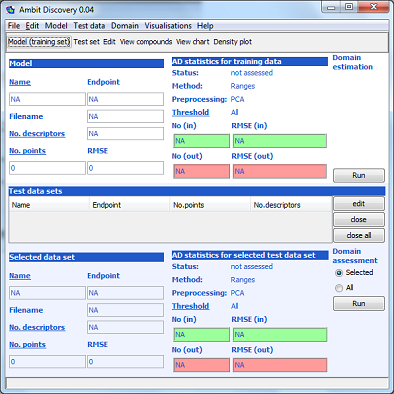 Ambit Discovery 0.04
File Edit Model Test data Domain Visualisations Help
Model (training set) Test set Edit View compounds View chart Density plot
Model
Name Endpoint
NA NA
Filename NA
No. descriptors NA
No. points RMSE
0 0
AD statistics for training data
Status: not assessed
Method: Ranges
Preprocessing: PCA
Threshold All
No (in) RMSE (in)
NA NA
No (out) RMSE (out)
NA NA
Domain
estimation
Run
Test data sets
Name Endpoint No.points No.descriptors
edit
close
close all
Selected data set
Name Endpoint
NA NA
Filename NA
No. descriptors NA
No. points RMSE
0 0
AD statistics for selected test data set
Status: not assessed
Method: Ranges
Preprocessing: PCA
Threshold All
No (in) RMSE (in)
NA NA
No (out) RMSE (out)
NA NA
Domain
assessment
Selected
All
Run